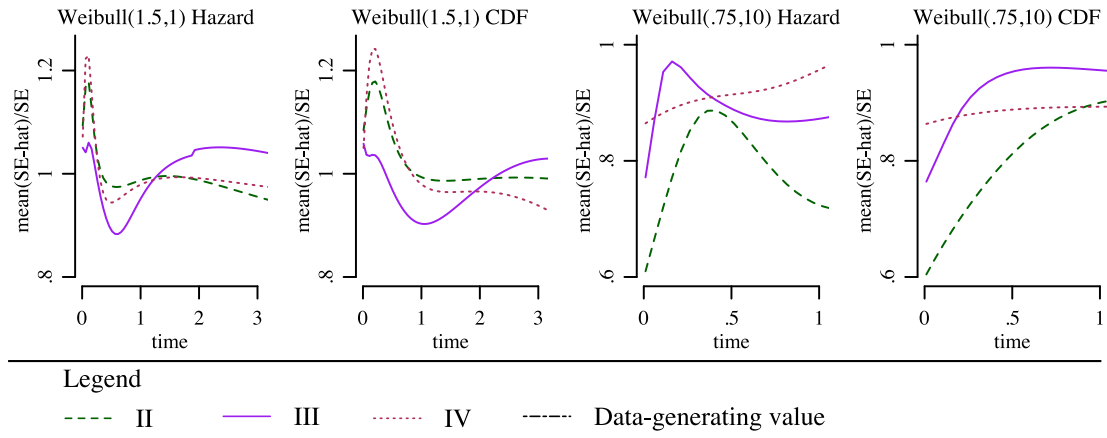 Weibull(1.5,1) Hazard
mean(SE-hat)/SE
.8 1 1.2
0 1 2 3
time
Weibull(1.5,1) CDF
mean(SE-hat)/SE
.8 1 1.2
0 1 2 3
time
Weibull(.75,10) Hazard
mean(SE-hat)/SE
.6 .8 1
0 .5 1
time
Weibull(.75,10) CDF
mean(SE-hat)/SE
.6 .8 1
0 .5 1
time
Legend
II III IV Data-generating value